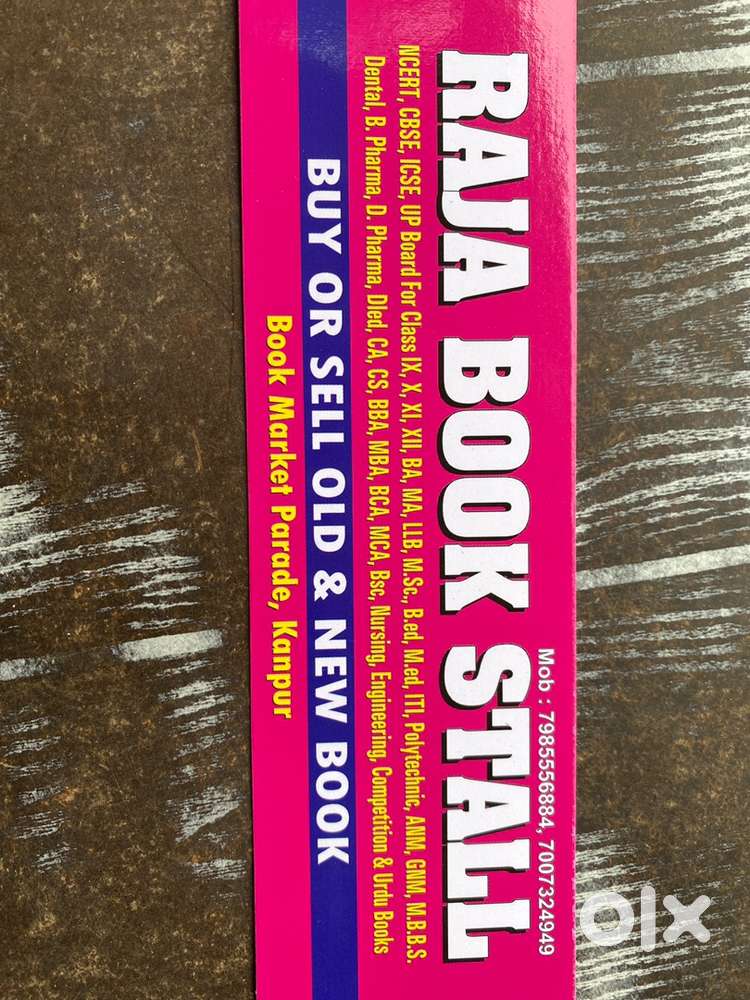 Mob : 7985556884, 7007324949
RAJA BOOK STALL
NCERT, CBSE, ICSE, UP Board For Class IX, X, XI, XII, BA, MA, LLB, M.Sc., B.ed, M.ed, ITI, Polytechnic, ANM, GNM, M.B.B.S.
Dental, B. Pharma, D. Pharma, Dled, CA, CS, BBA, MBA, BCA, MCA, Bsc, Nursing, Engineering, Competition & Urdu Books
BUY OR SELL OLD & NEW BOOK
Book Market Parade, Kanpur
olx